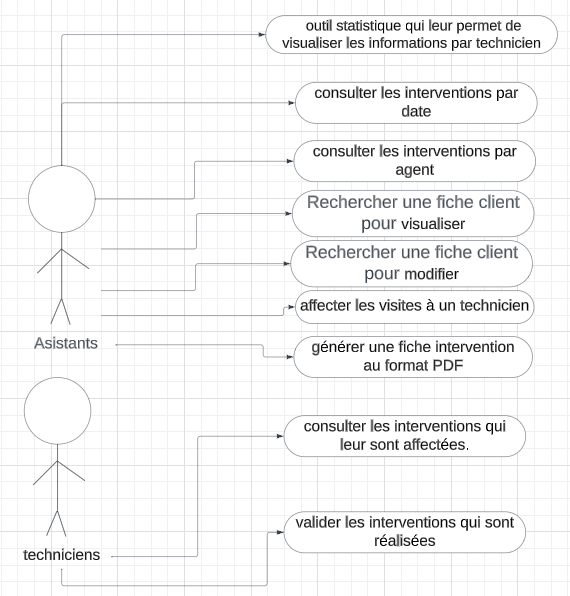 outil statistique qui leur permet de
visualiser les informations par technicien
consulter les interventions par
date
consulter les interventions par
agent
Rechercher une fiche client
pour visualiser
Rechercher une fiche client
pour modifier
affecter les visites à un technicien
Asistants
générer une fiche intervention
au format PDF
consulter les interventions qui
leur sont affectées.
valider les interventions qui sont
réalisées
techniciens